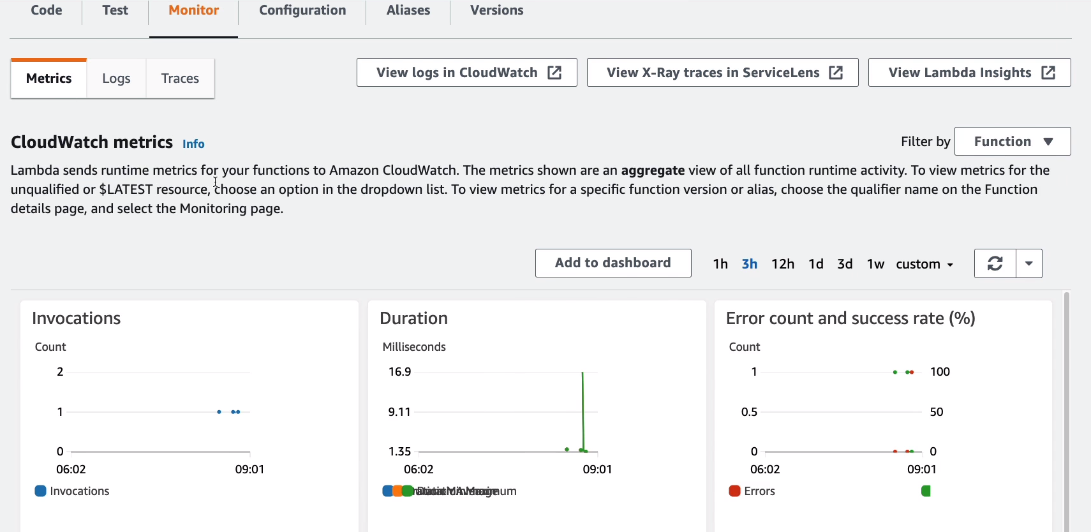 Code Test Monitor Configuration Aliases Versions
Metrics Logs Traces
View logs in CloudWatch View X-Ray traces in ServiceLens View Lambda Insights
CloudWatch metrics Info
Filter by Function
Lambda sends runtime metrics for your functions to Amazon CloudWatch. The metrics shown are an aggregate view of all function runtime activity. To view metrics for the
unqualified or $LATEST resource, choose an option in the dropdown list. To view metrics for a specific function version or alias, choose the qualifier name on the Function
details page, and select the Monitoring page.
Add to dashboard 1h 3h 12h 1d 3d 1w custom
Invocations
Count
2
1
0
06:02 09:01
Invocations
Duration
Milliseconds
16.9
9.11
1.35
06:02 09:01
Error count and success rate (%)
Count
1 100
0.5 50
0 0
06:02 09:01
Errors